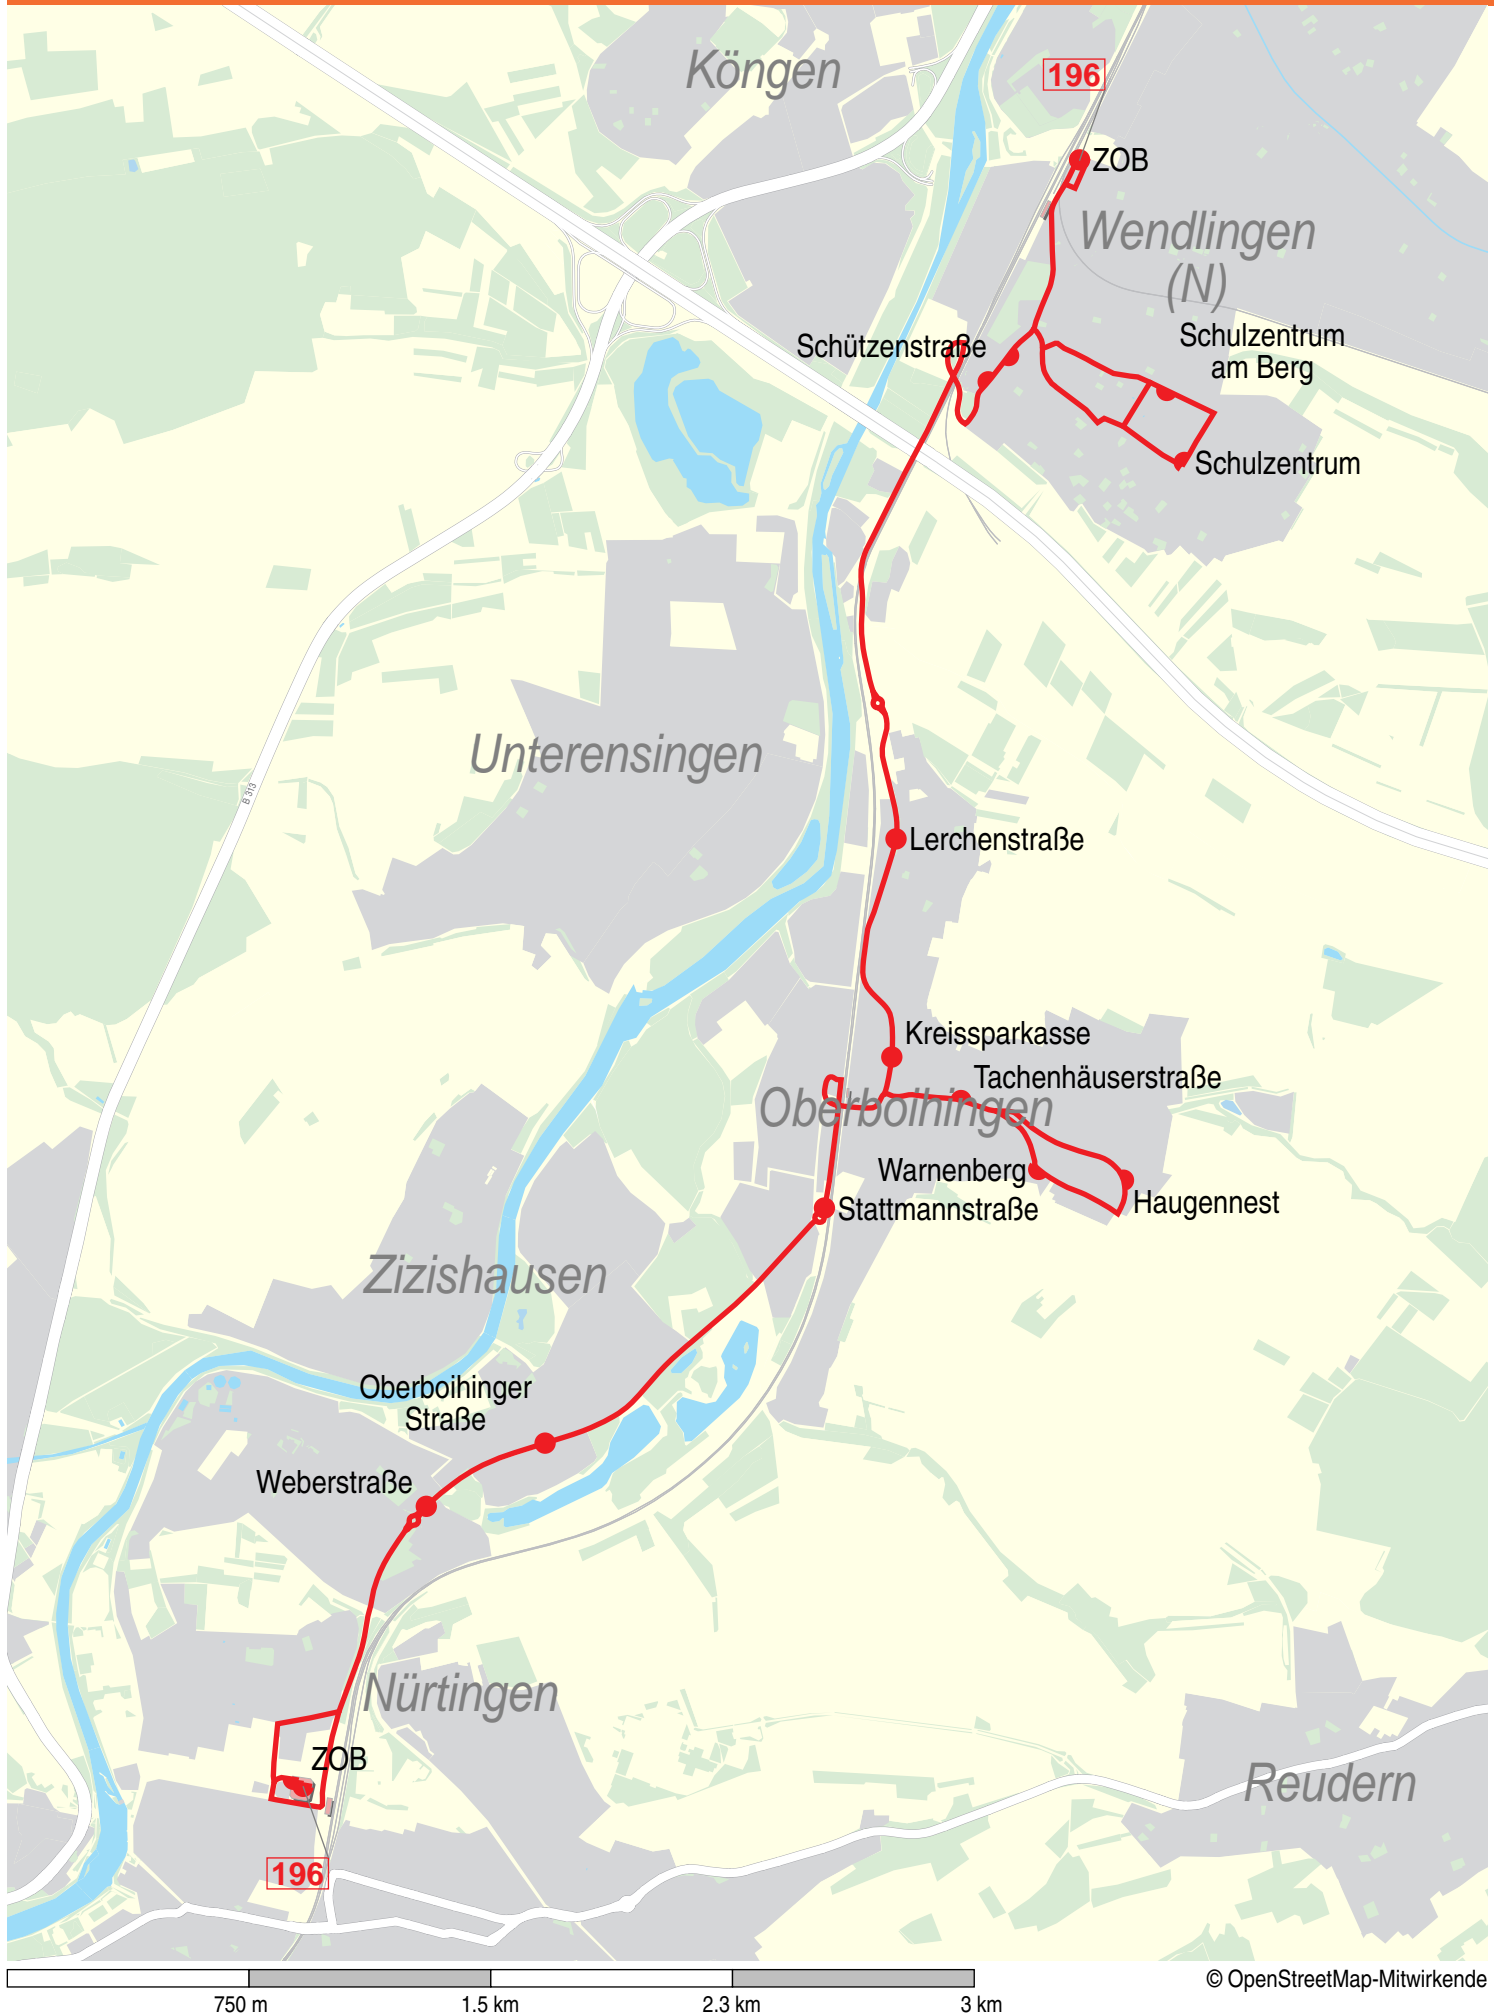 Köngen
196
ZOB
Wendlingen
(N)
Schützenstraße
Schulzentrum
am Berg
Schulzentrum
Unterensingen
B 313
Lerchenstraße
Kreissparkasse
Tachenhäuserstraße
Oberboihingen
Warnenberg
Haugennest
Stattmannstraße
Zizishausen
Oberboihinger
Straße
Weberstraße
Nürtingen
ZOB
Reudern
196
© OpenStreetMap-Mitwirkende
750 m
1.5 km
2.3 km
3 km